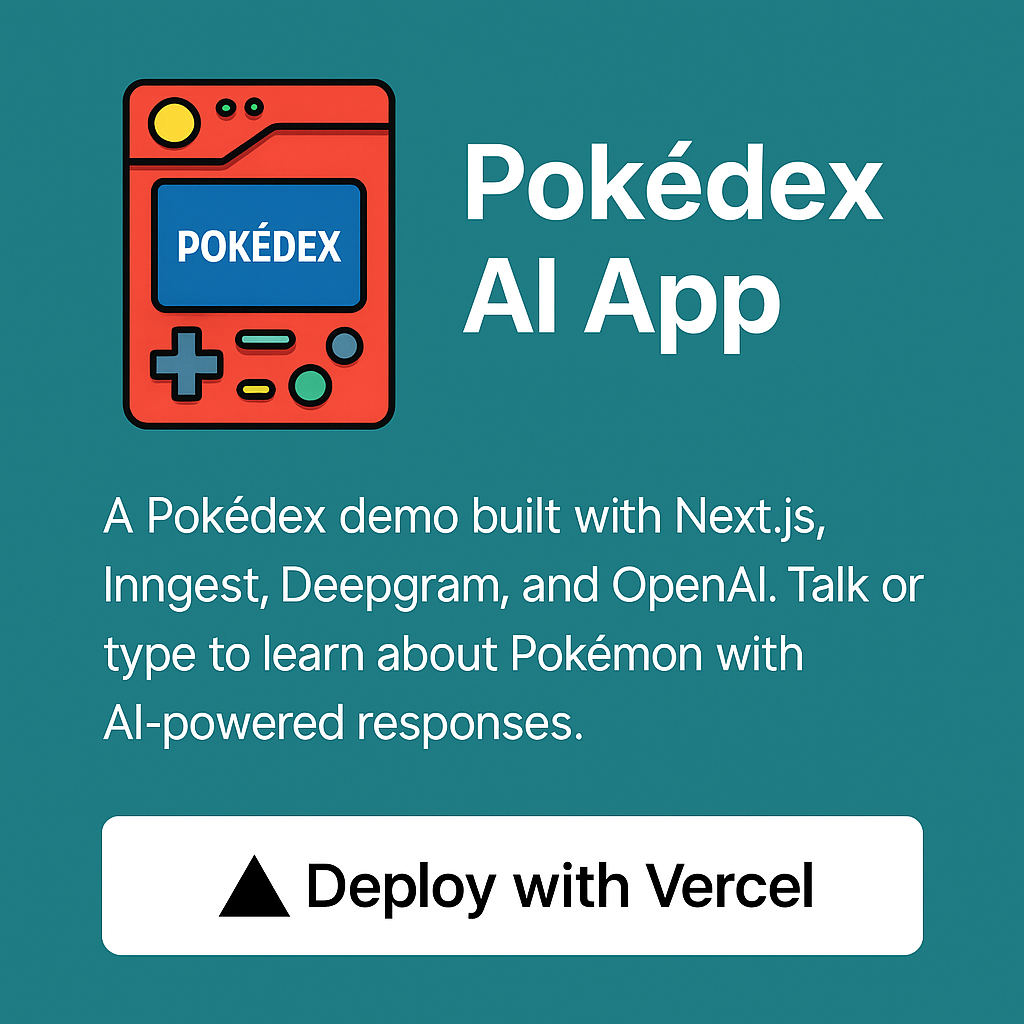 POKÉDEX
Pokédex
AI App
A Pokédex demo built with Next.js,
Inngest, Deepgram, and OpenAI. Talk or
type to learn about Pokémon with
AI-powered responses.
Deploy with Vercel